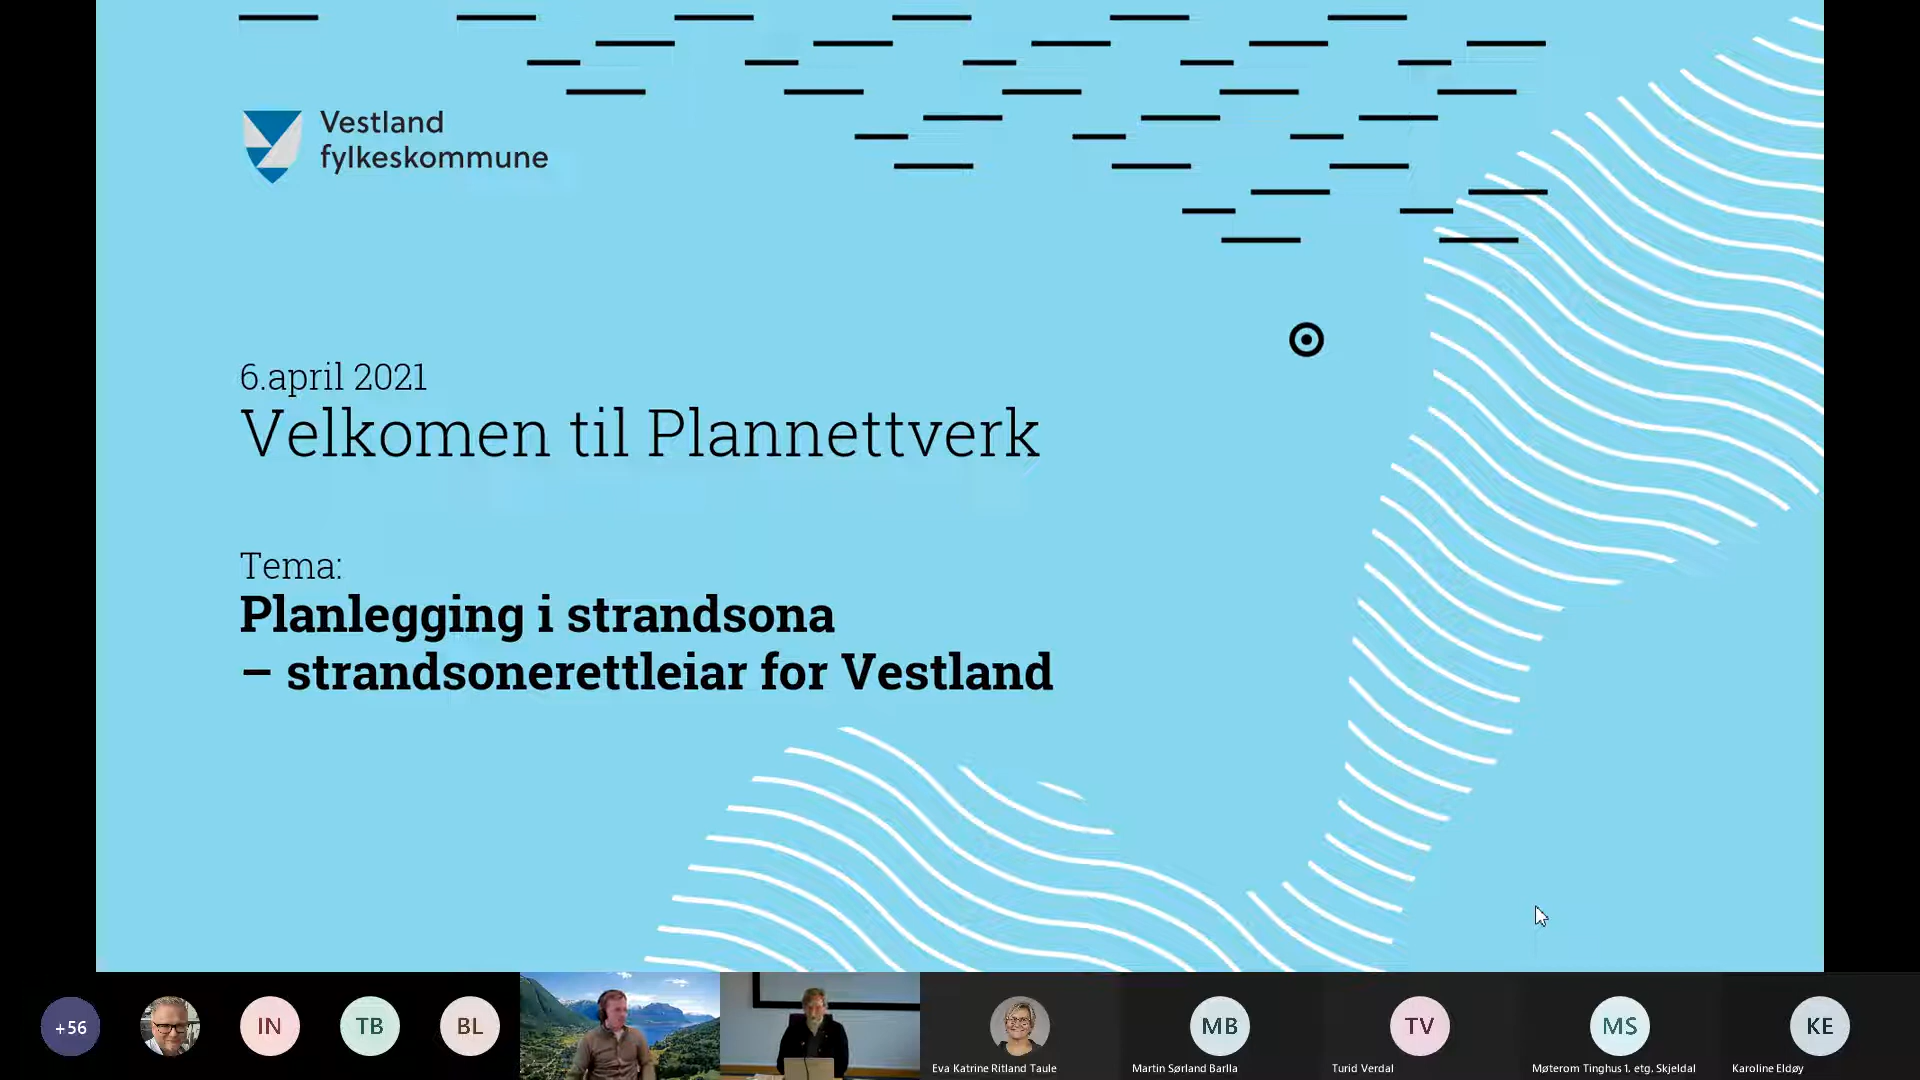 Vestland
fylkeskommune
6.april 2021
Velkomen til Plannettverk
Tema:
Planlegging i strandsona
– strandsonerettleiar for Vestland
+56
IN
TB
BL
MB
TV
MS
KE
Eva Katrine Ritland Taule
Martin Sørland Barlla
Turid Verdal
Møterom Tinghus 1. etg. Skjeldal
Karoline Eldøy